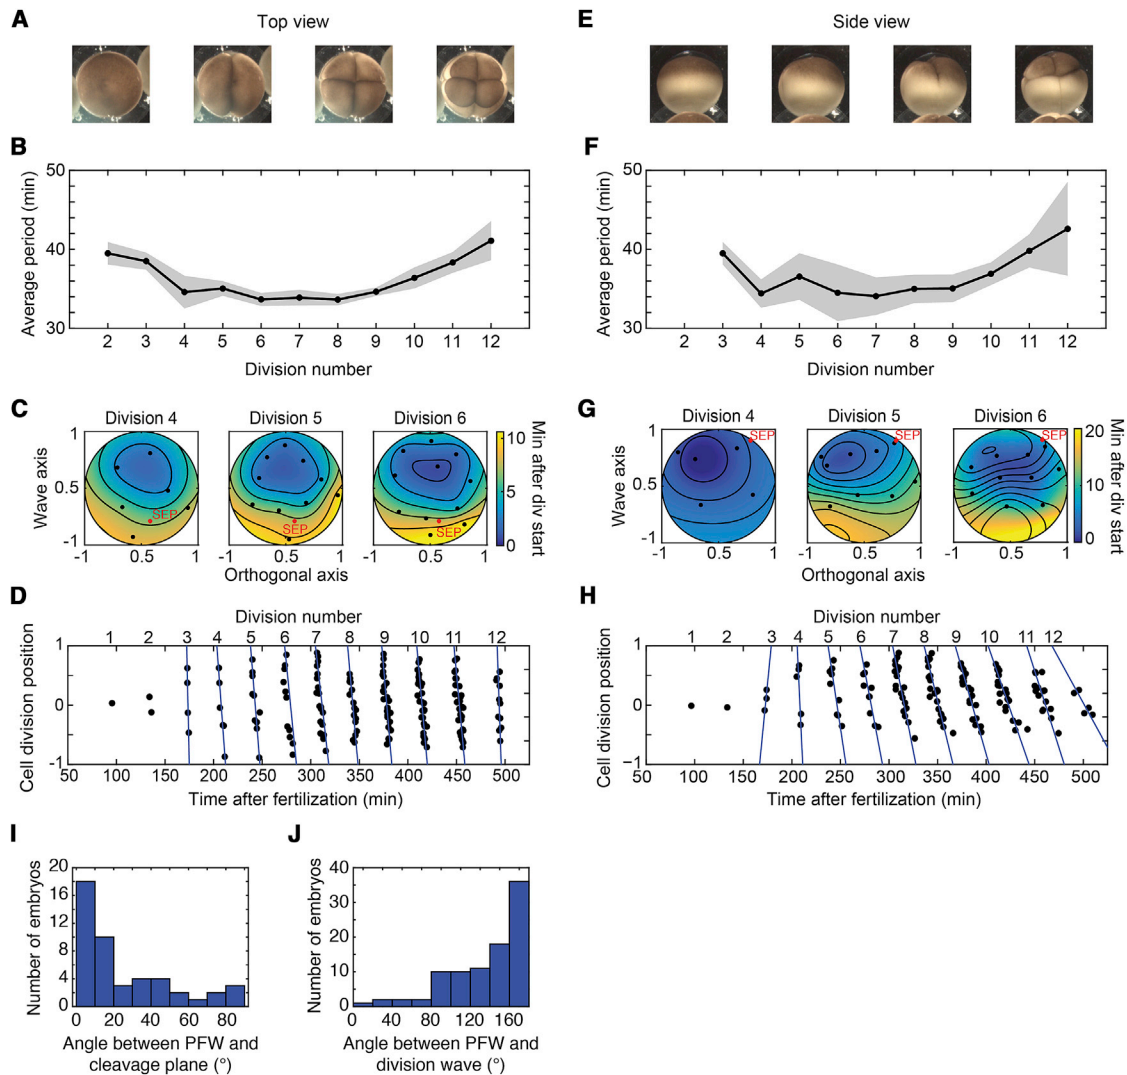 A
Top view
E
Side view
B
50
40
30
Average period (min)
2 3 4 5 6 7 8 9 10 11 12
Division number
F
50
40
30
Average period (min)
2 3 4 5 6 7 8 9 10 11 12
Division number
C
Division 4
Division 5
Division 6
Wave axis
1
0.5
-1
SEP
SEP
SEP
-1 0.5 1
0.5 1
0.5 1
Orthogonal axis
10
5
0
Min after div start
G
Division 4
Division 5
Division 6
Wave axis
1
0.5
-1
SEP
SEP
SEP
-1 0.5 1
-1 0.5 1
-1 0.5 1
Orthogonal axis
20
10
0
Min after div start
D
Division number
1 2 3 4 5 6 7 8 9 10 11 12
Cell division position
1
0
-1
50 100 150 200 250 300 350 400 450 500
Time after fertilization (min)
H
Division number
1 2 3 4 5 6 7 8 9 10 11 12
Cell division position
1
0
−1
50 100 150 200 250 300 350 400 450 500
Time after fertilization (min)
I
Number of embryos
20
16
12
8
4
0
0 20 40 60 80
Angle between PFW and
cleavage plane (°)
J
Number of embryos
40
30
20
10
0
0 40 80 120 160
Angle between PFW and
division wave (°)